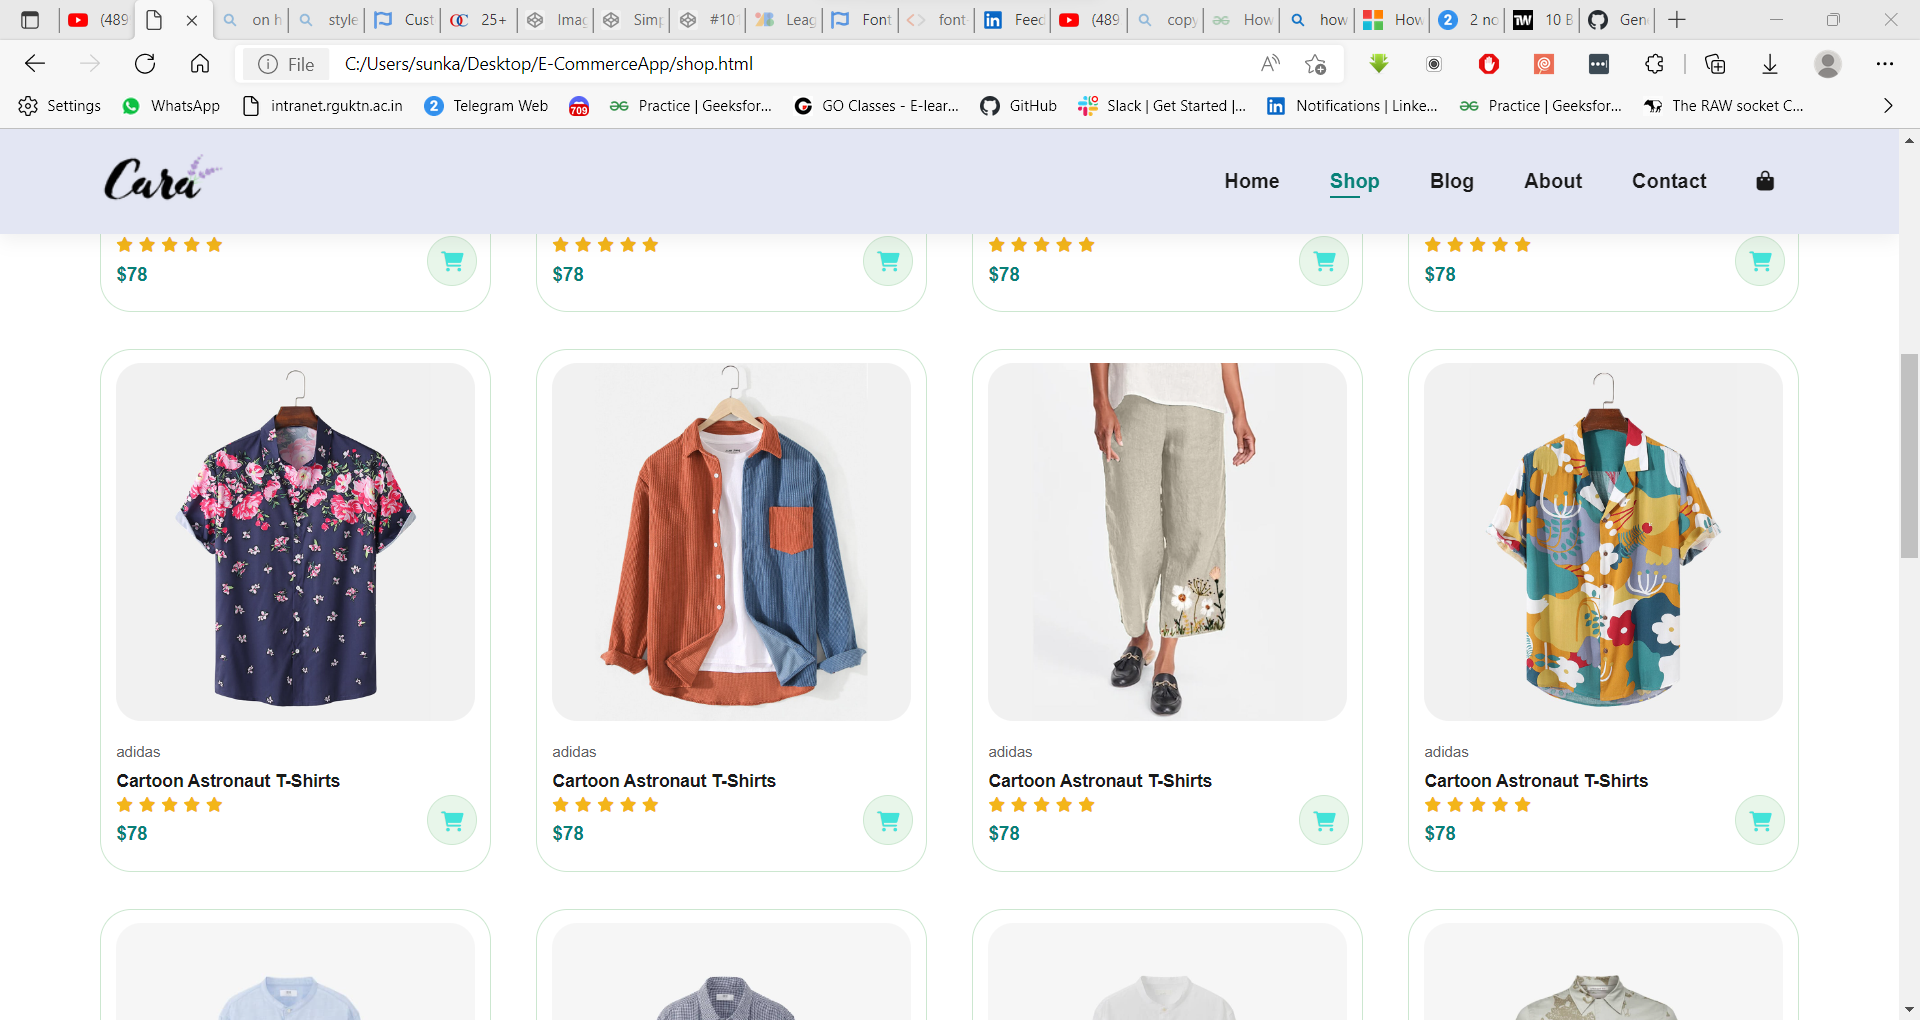 (489
on h
style
Cust
25+
Imag
Simp
#101
Leag
Font
font-
Feed
(489
copy
How
how
How
2 no
10 B
Gen
File
C:/Users/sunka/Desktop/E-CommerceApp/shop.html
Settings
WhatsApp
intranet.rguktn.ac.in
2 Telegram Web
709
Practice | Geeksfor...
GO Classes - E-lear...
GitHub
Slack | Get Started |...
Notifications | Linke...
Practice | Geeksfor...
The RAW socket C...
Cara
Home
Shop
Blog
About
Contact
$78
$78
$78
$78
adidas
Cartoon Astronaut T-Shirts
$78
adidas
Cartoon Astronaut T-Shirts
$78
adidas
Cartoon Astronaut T-Shirts
$78
adidas
Cartoon Astronaut T-Shirts
$78